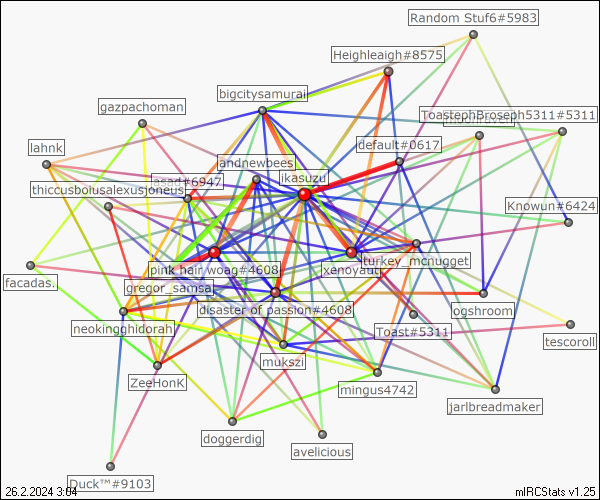 Random Stuf6#5983
Heighleaigh#8575
bigcitysamurai
gazpachoman
ToastephBroseph5311#5311
default#0617
lahnk
andnewbees
ikasuzu
asad#6947
thiccusboiusalexusjoneus
Knowun#6424
turkey_mcnugget
pink hair woag#4608
xenoyaut
facadas.
gregor_samsa
disaster of passion#4608
ogshroom
neokingghidorah
Toast#5311
tescoroll
mukszi
ZeeHonk
mingus4742
jarlbreadmaker
doggerdig
avelicious
Duck™#9103
26.2.2024 3:04
mIRCStats v1.25